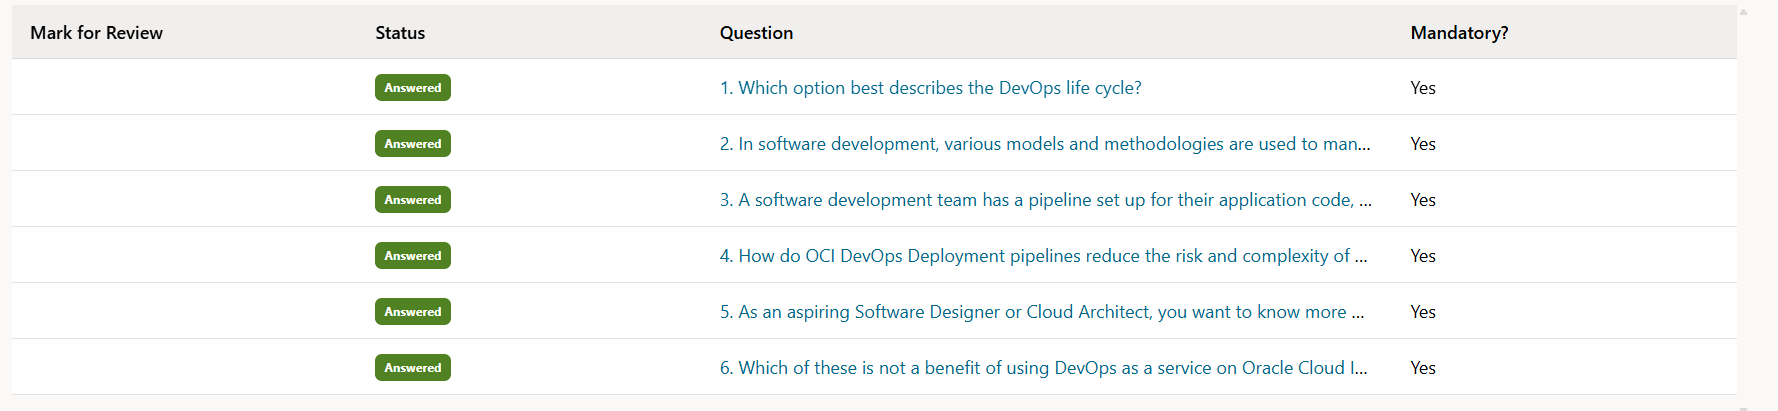 Mark for Review Status Question Mandatory?
Answered 1. Which option best describes the DevOps life cycle? Yes
Answered 2. In software development, various models and methodologies are used to man... Yes
Answered 3. A software development team has a pipeline set up for their application code, ... Yes
Answered 4. How do OCI DevOps Deployment pipelines reduce the risk and complexity of ... Yes
Answered 5. As an aspiring Software Designer or Cloud Architect, you want to know more ... Yes
Answered 6. Which of these is not a benefit of using DevOps as a service on Oracle Cloud I... Yes